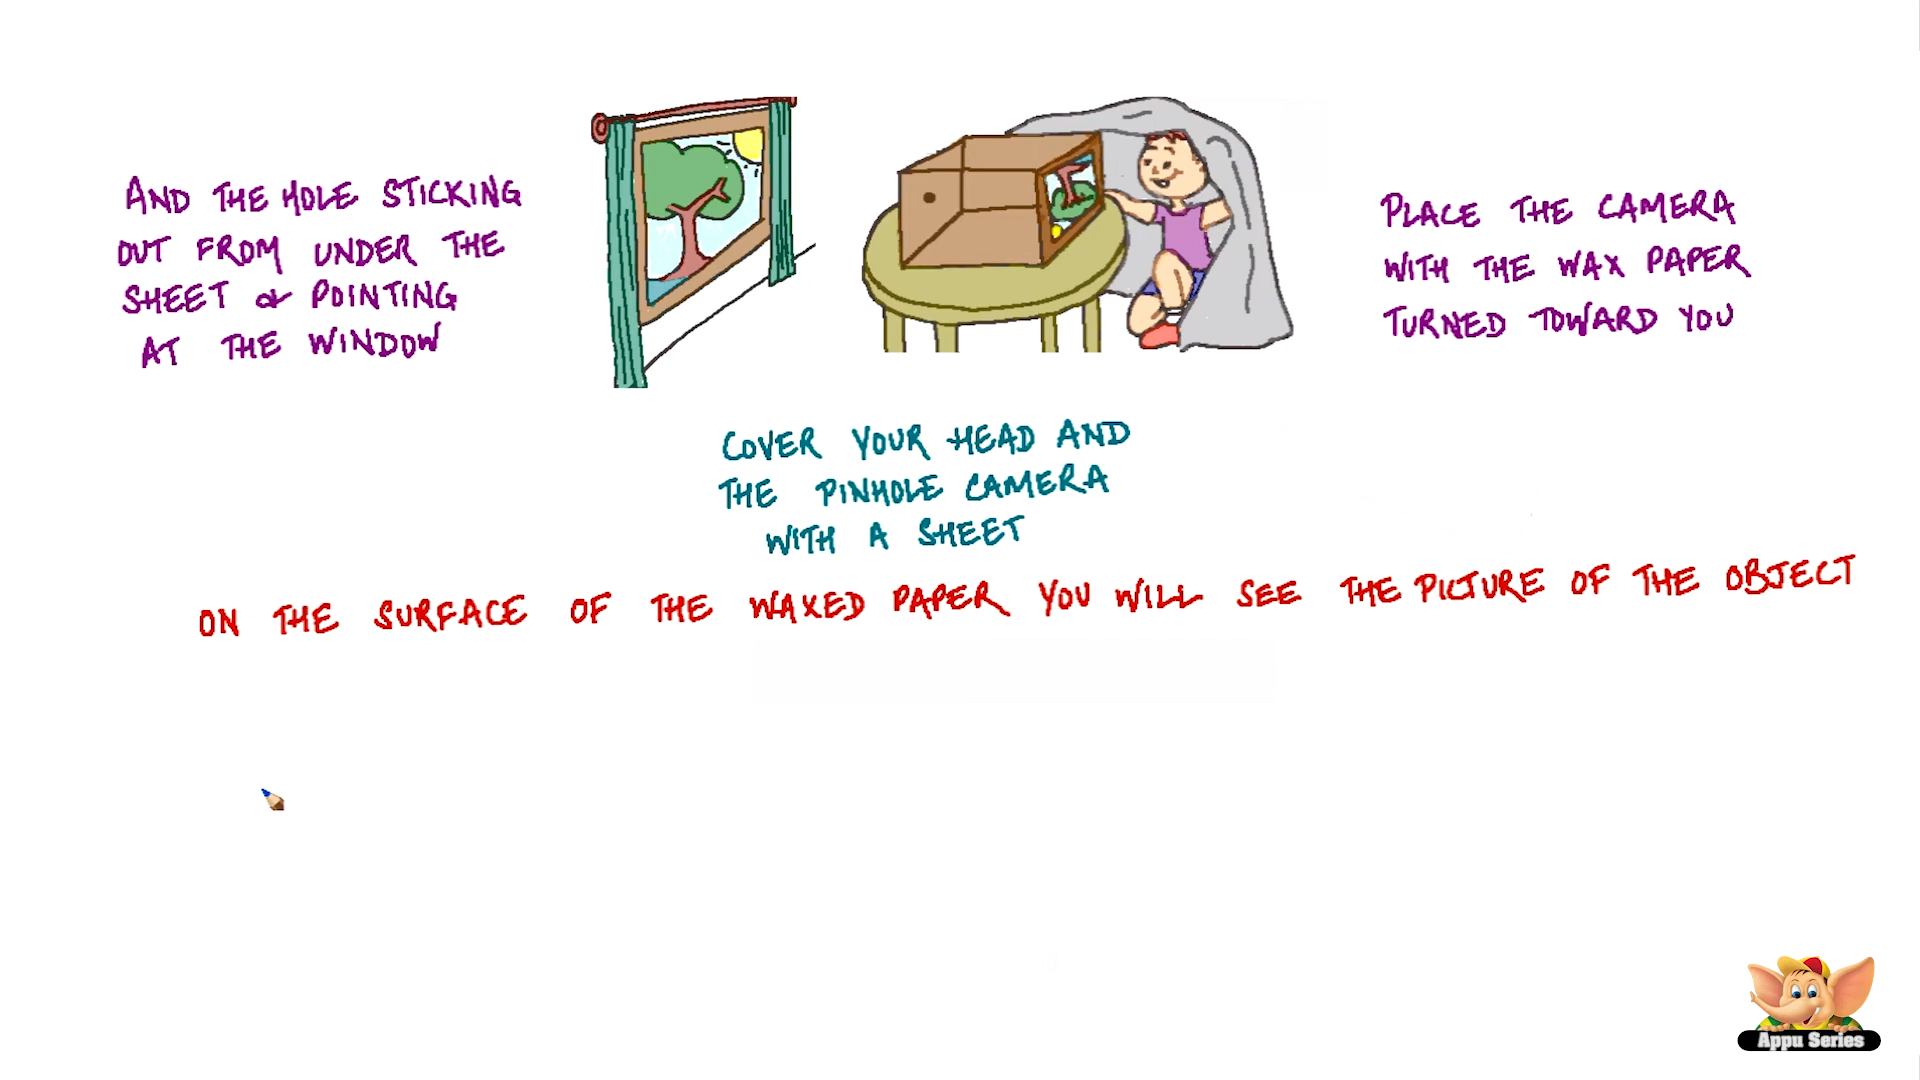 AND THE HOLE STICKING
OUT FROM UNDER THE
SHEET & POINTING
AT THE WINDOW
PLACE THE CAMERA
WITH THE WAX PAPER
TURNED TOWARD YOU
COVER YOUR HEAD AND
THE PINHOLE CAMERA
WITH A SHEET
ON THE SURFACE OF THE WAXED PAPER YOU WILL SEE THE PICTURE OF THE OBJECT
Appu Series